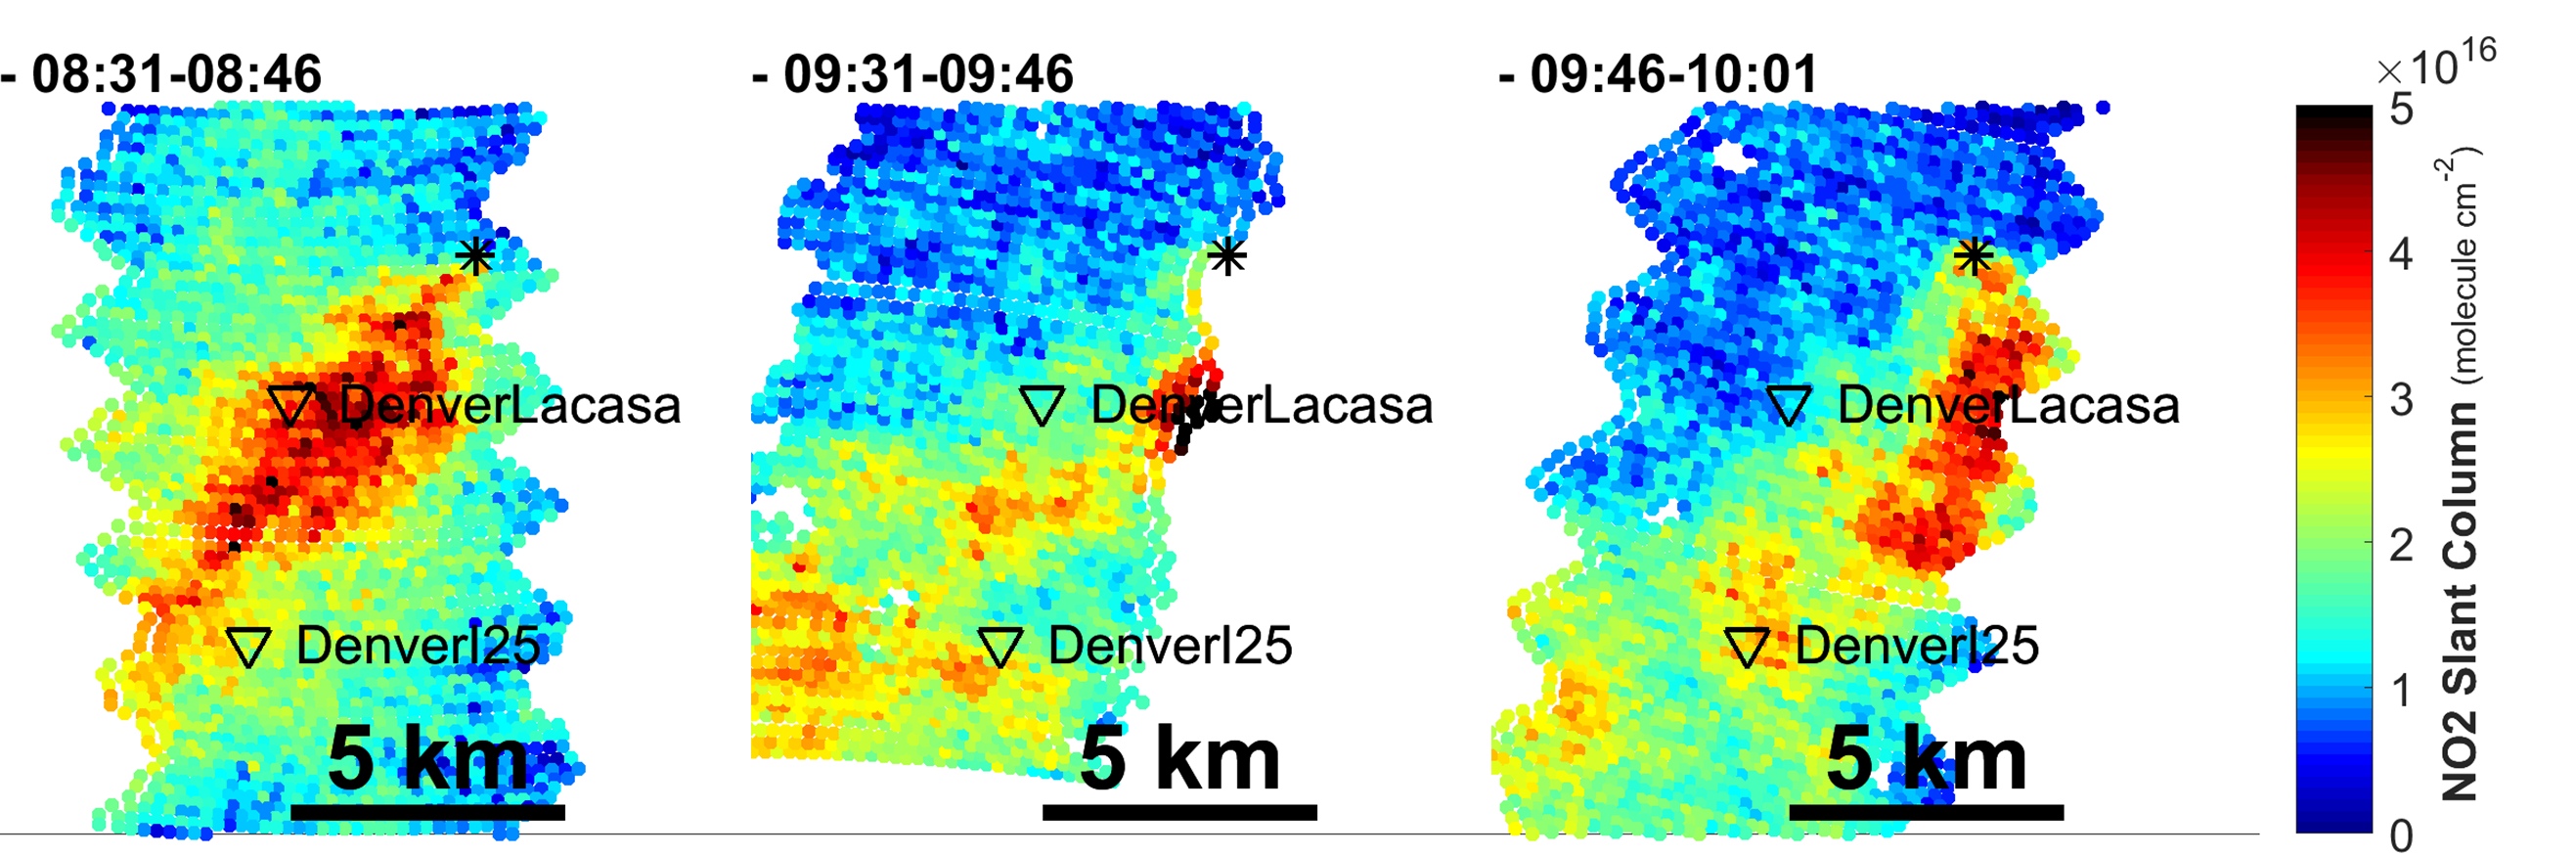 - 08:31-08:46
- 09:31-09:46
- 09:46-10:01
DenverLacasa
DenverLacasa
DenverLacasa
DenverI25
DenverI25
DenverI25
5 km
5 km
5 km
×10^16
5
4
3
2
1
0
NO2 Slant Column (molecule cm^-2)